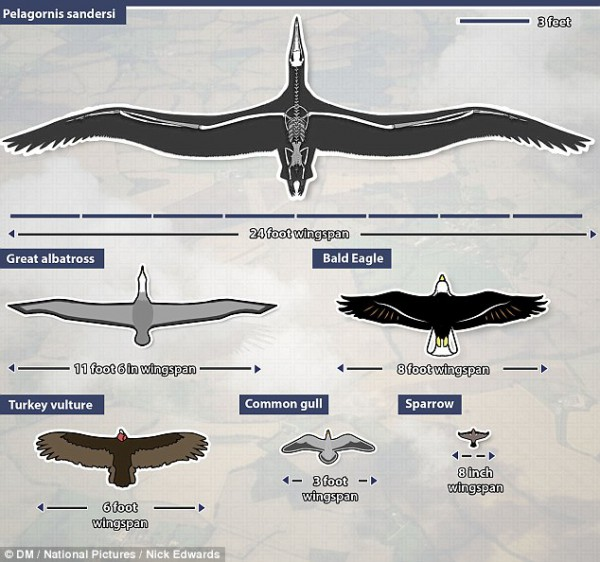 Pelagornis sandersi
3 feet
24 foot wingspan
Great albatross
Bald Eagle
11 foot 6 in wingspan
8 foot wingspan
Turkey vulture
Common gull
Sparrow
6 foot
wingspan
3 foot
wingspan
8 inch
wingspan
© DM / National Pictures / Nick Edwards